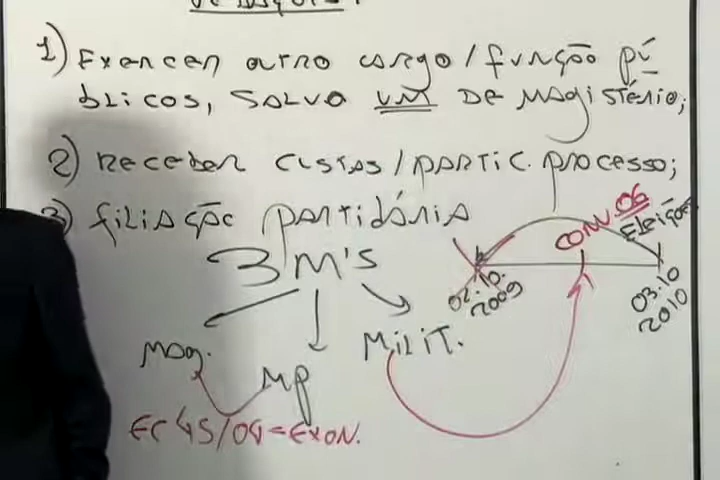 1) Exercer outro cargo/função pú
blicos, salvo um de magistério;
2) receber custas/partic. processo;
3) filiação partidária
3 M's
Mag.
MP
Milit.
EC 45/04 = EXON.
conv. 06
Eleições
02.10.
2009
03.10
2010